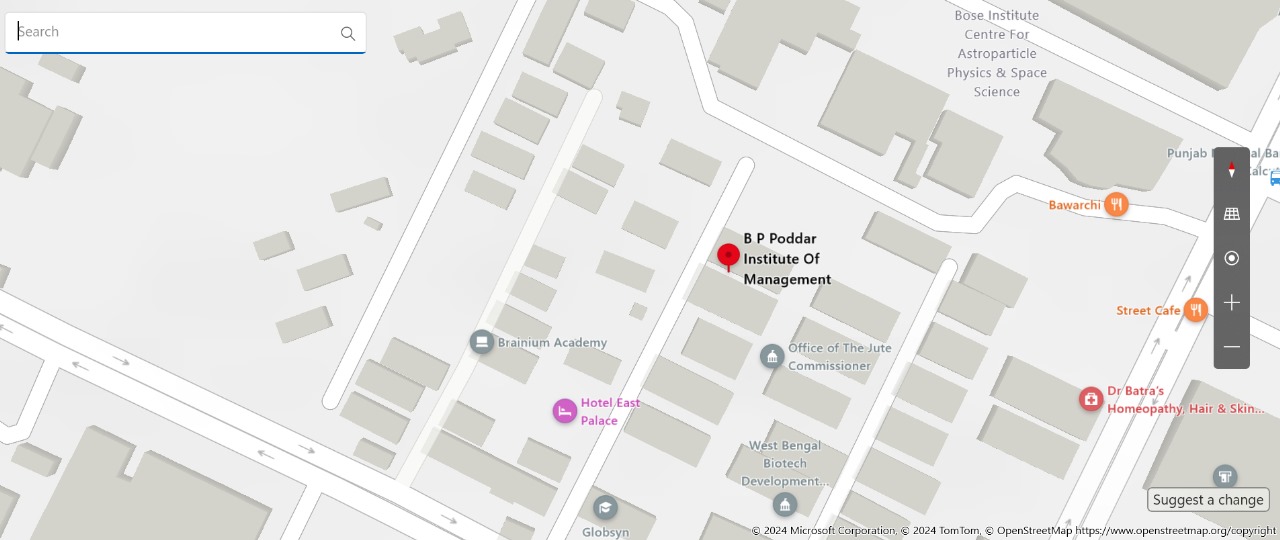 Search
Bose Institute
Centre For
Astroparticle
Physics & Space
Science
Punjab
al Ba
Bawarchi
B P Poddar
Institute Of
Management
Street Cafe
Brainium Academy
Office of The Jute
Commissioner
Hotel East
Palace
Dr Batra's
Homeopathy, Hair & Skin...
West Bengal
Biotech
Development...
Suggest a change
Globsyn
© 2024 Microsoft Corporation, © 2024 TomTom, © OpenStreetMap https://www.openstreetmap.org/copyright